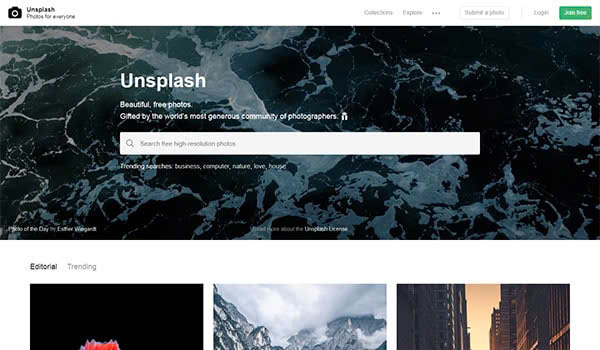 Unsplash
Photos for everyone
Collections Explore ••• Submit a photo Login Join free
Unsplash
Beautiful, free photos.
Gifted by the world's most generous community of photographers.
Search free high-resolution photos
Trending searches: business, computer, nature, love, house
Photo of the Day by Esther Wiegardt Read more about the Unsplash License
Editorial Trending